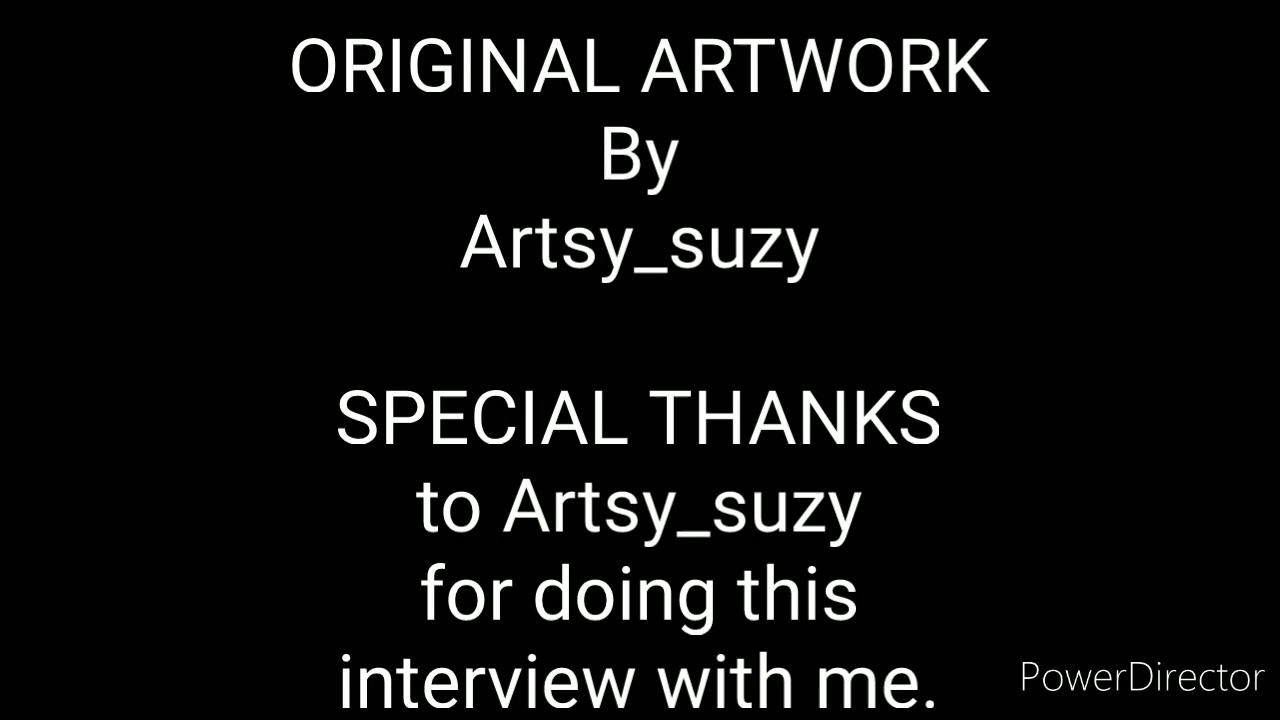 ORIGINAL ARTWORK
By
Artsy_suzy
SPECIAL THANKS
to Artsy_suzy
for doing this
interview with me.
PowerDirector